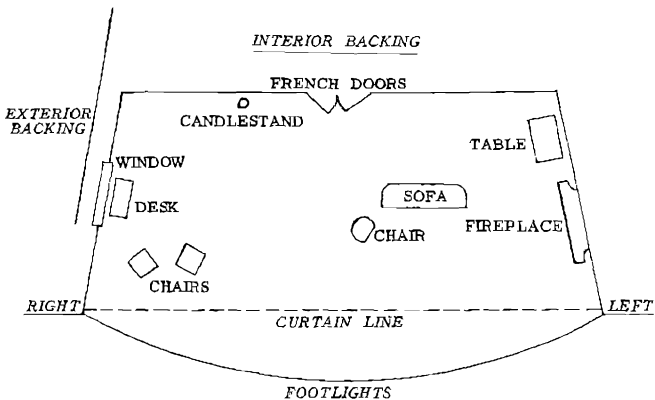 INTERIOR BACKING
FRENCH DOORS
EXTERIOR
BACKING
CANDLESTAND
TABLE
WINDOW
DESK
SOFA
CHAIR
FIREPLACE
CHAIRS
RIGHT
LEFT
CURTAIN LINE
FOOTLIGHTS